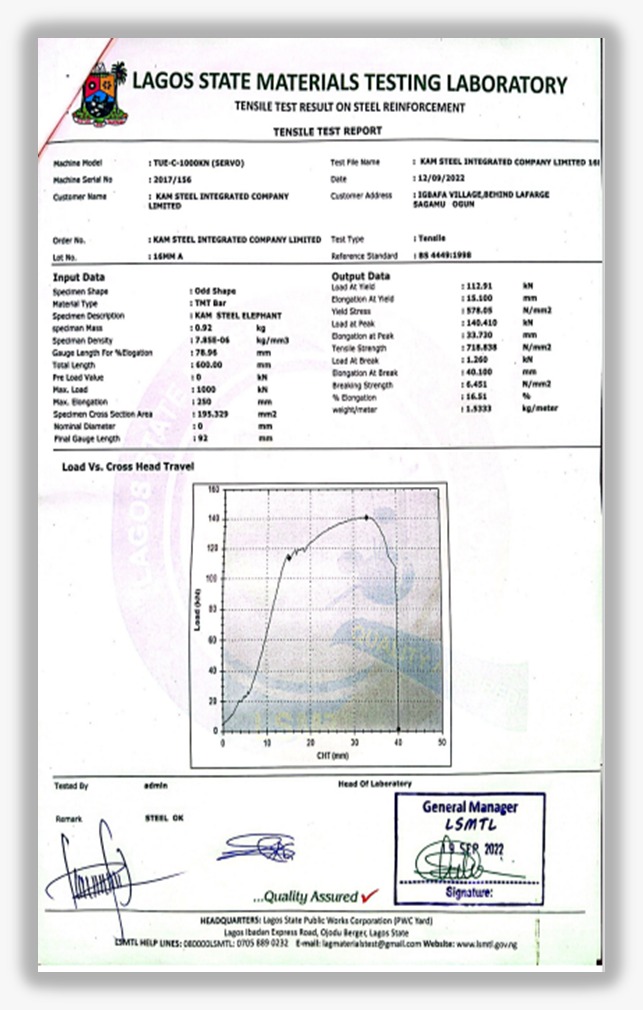 LAGOS STATE MATERIALS TESTING LABORATORY
TENSILE TEST RESULT ON STEEL REINFORCEMENT
TENSILE TEST REPORT
Machine Model : TUE-C-1000KN (SERVO) Test File Name : KAM STEEL INTEGRATED COMPANY LIMITED
Machine Serial No : 2017/156 Date : 12/09/2022
Customer Name : KAM STEEL INTEGRATED COMPANY LIMITED Customer Address : IGBAFA VILLAGE,BEHIND LAFARGE SAGAMU OGUN
Order No. : KAM STEEL INTEGRATED COMPANY LIMITED Test Type : Tensile
Lot No. : 16MM A Reference Standard : BS 4449:1998
Input Data
Specimen Shape : Odd Shape
Material Type : TMT Bar
Specimen Description : KAM STEEL ELEPHANT
speciman Mass : 0.92 kg
Specimen Density : 7.85E-06 kg/mm3
Gauge Length For %Elogation : 78.96 mm
Total Length : 600.00 mm
Pre Load Value : 0 kN
Max. Load : 1000 kN
Max. Elongation : 250 mm
Specimen Cross Section Area : 195.329 mm2
Nominal Diameter : 0 mm
Final Gauge Length : 92 mm
Output Data
Load At Yield : 112.91 kN
Elongation At Yield : 15.100 mm
Yield Stress : 578.05 N/mm2
Load at Peak : 140.410 kN
Elongation at Peak : 33.730 mm
Tensile Strength : 718.838 N/mm2
Load At Break : 1.260 kN
Elongation At Break : 40.100 mm
Breaking Strength : 6.451 N/mm2
% Elongation : 16.51 %
weight/meter : 1.5333 kg/meter
Load Vs. Cross Head Travel
160
140
120
100
80
60
40
20
0
Load (kN)
0 10 20 30 40 50
CHT (mm)
Tested By admin Head Of Laboratory
Remark STEEL OK
General Manager
LSMTL
19 SEP 2022
Signature:
...Quality Assured
HEADQUARTERS: Lagos State Public Works Corporation (PWC Yard)
Lagos Ibadan Express Road, Ojodu Berger, Lagos State
LSMTL HELP LINES: 080000LSMTL: 0705 889 0232 E-mail: lagmaterialstest@gmail.com Website: www.lsmtl.gov.ng